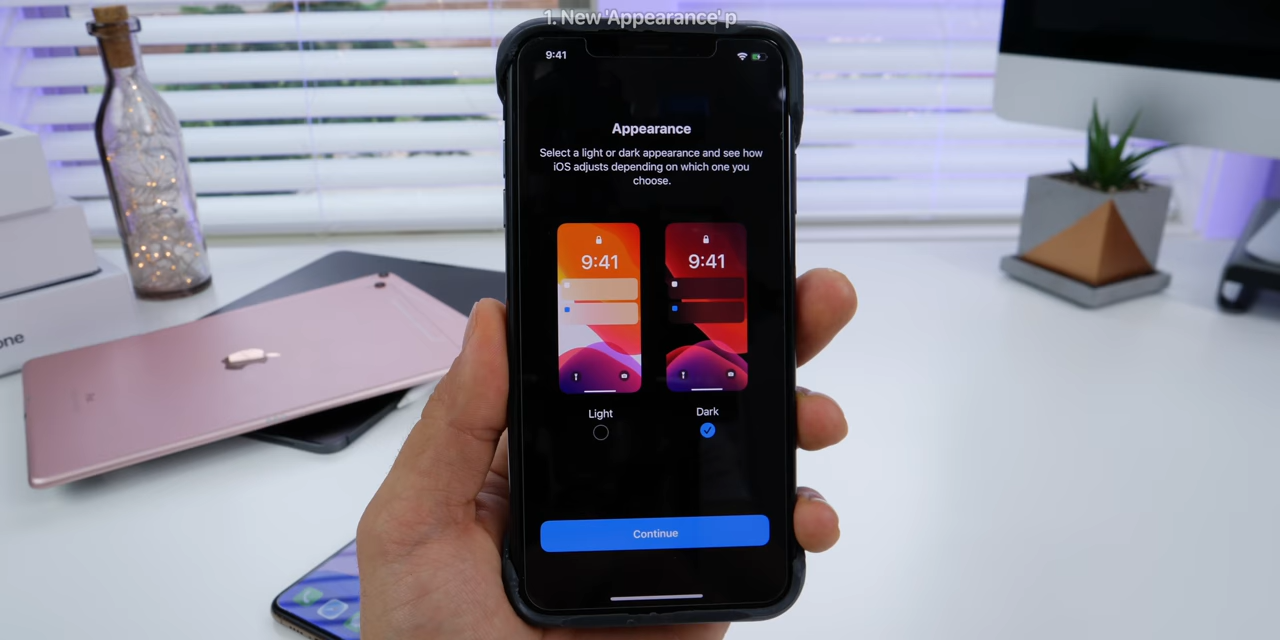 1. New 'Appearance' p
9:41
Appearance
Select a light or dark appearance and see how
iOS adjusts depending on which one you
choose.
9:41
9:41
Light
Dark
Continue
one